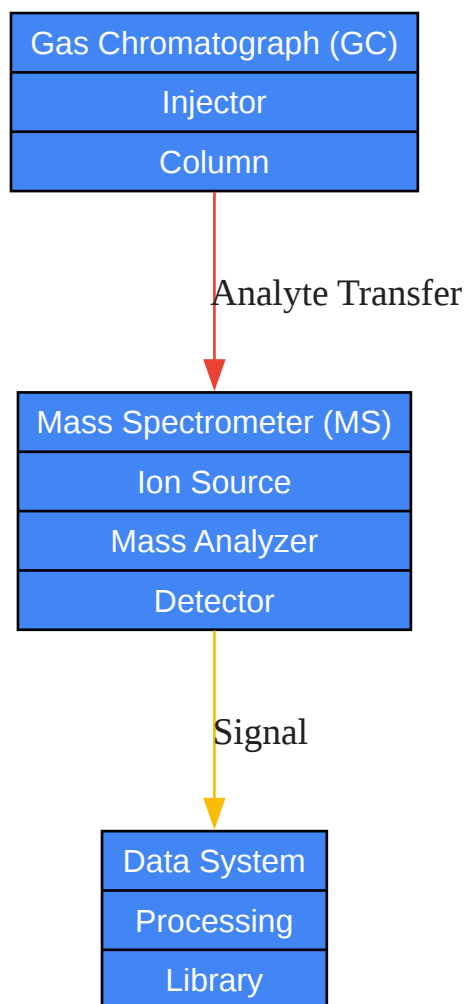 Gas Chromatograph (GC)
Injector
Column
Analyte Transfer
Mass Spectrometer (MS)
Ion Source
Mass Analyzer
Detector
Signal
Data System
Processing
Library